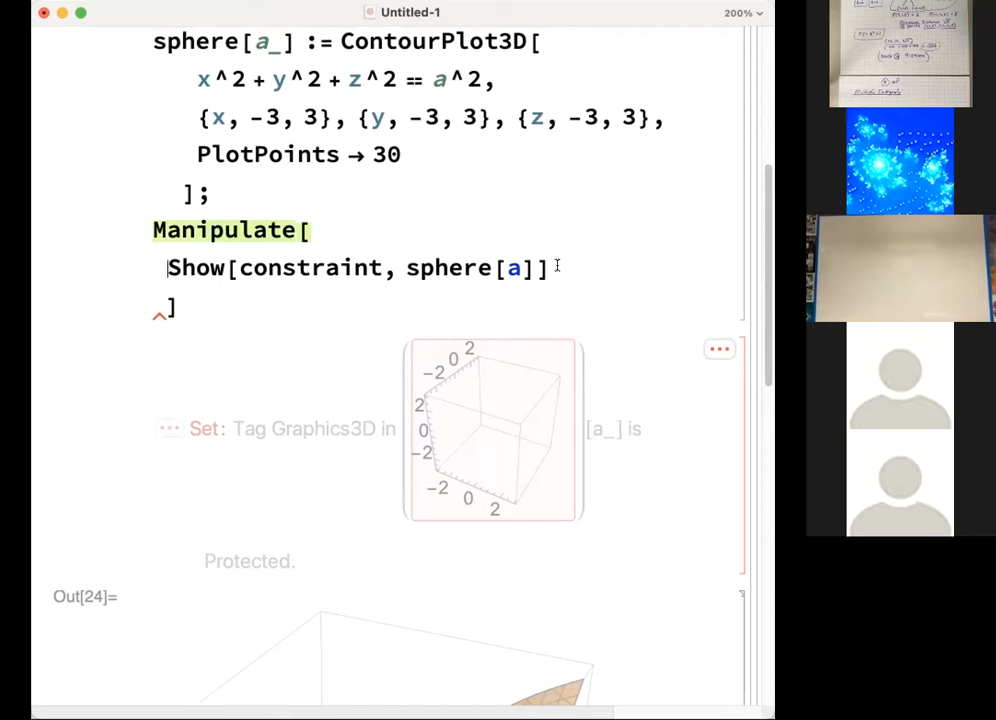 Untitled-1
200%
sphere[a_] := ContourPlot3D[
x^2 + y^2 + z^2 == a^2,
{x, -3, 3}, {y, -3, 3}, {z, -3, 3},
PlotPoints → 30
];
Manipulate[
Show[constraint, sphere[a]]
]
2
0
-2
2
0
-2
-2
0
2
Set: Tag Graphics3D in [a_] is
Protected.
Out[24]=
Multiple Integrals